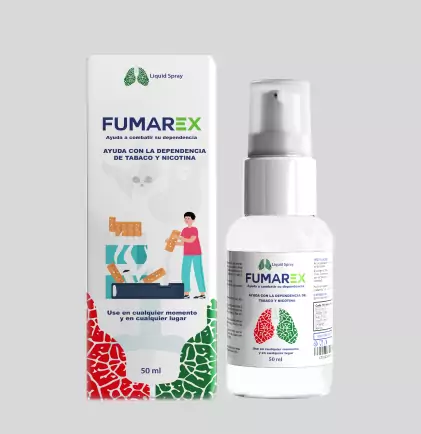 Liquid Spray
FUMAREX
Ayuda a combatir su dependencia
AYUDA CON LA DEPENDENCIA
DE TABACO Y NICOTINA
Use en cualquier momento
y en cualquier lugar
50 ml
Liquid Spray
FUMAREX
Ayuda a combatir su dependencia
AYUDA CON LA DEPENDENCIA DE
TABACO Y NICOTINA
Use en cualquier momento
y en cualquier lugar
50 ml